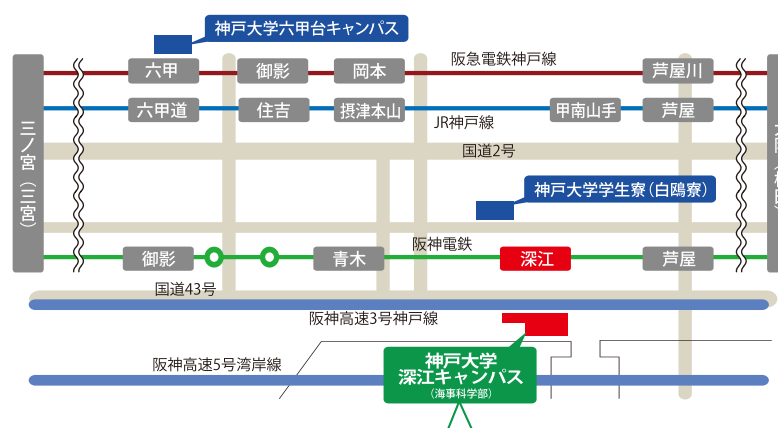 神戸大学六甲台キャンパス
阪急電鉄神戸線
六甲
御影
岡本
芦屋川
六甲道
住吉
摂津本山
甲南山手
芦屋
JR神戸線
三ノ宮（三宮）
国道2号
神戸大学学生寮（白鴎寮）
阪神電鉄
御影
青木
深江
芦屋
国道43号
阪神高速3号神戸線
阪神高速5号湾岸線
神戸大学
深江キャンパス
（海事科学部）